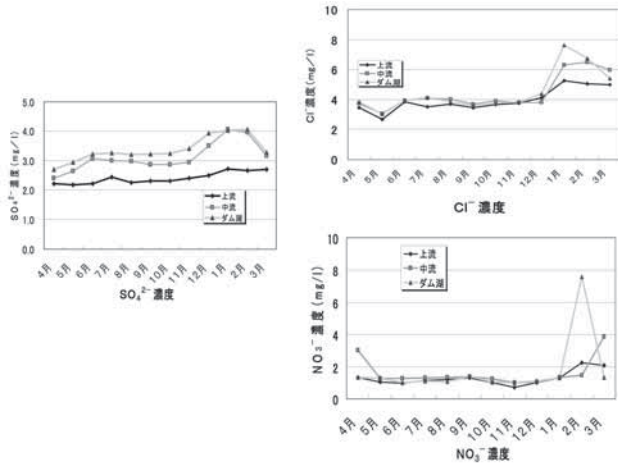 SO₄²⁻濃度(mg/l)
5.0
4.0
3.0
2.0
1.0
0.0
上流
中流
ダム湖
4月 5月 6月 7月 8月 9月 10月 11月 12月 1月 2月 3月
SO₄²⁻濃度
Cl⁻濃度(mg/l)
10
8
6
4
2
0
上流
中流
ダム湖
4月 5月 6月 7月 8月 9月 10月 11月 12月 1月 2月 3月
Cl⁻濃度
NO₃⁻濃度(mg/l)
10
8
6
4
2
0
上流
中流
ダム湖
4月 5月 6月 7月 8月 9月 10月 11月 12月 1月 2月 3月
NO₃⁻濃度